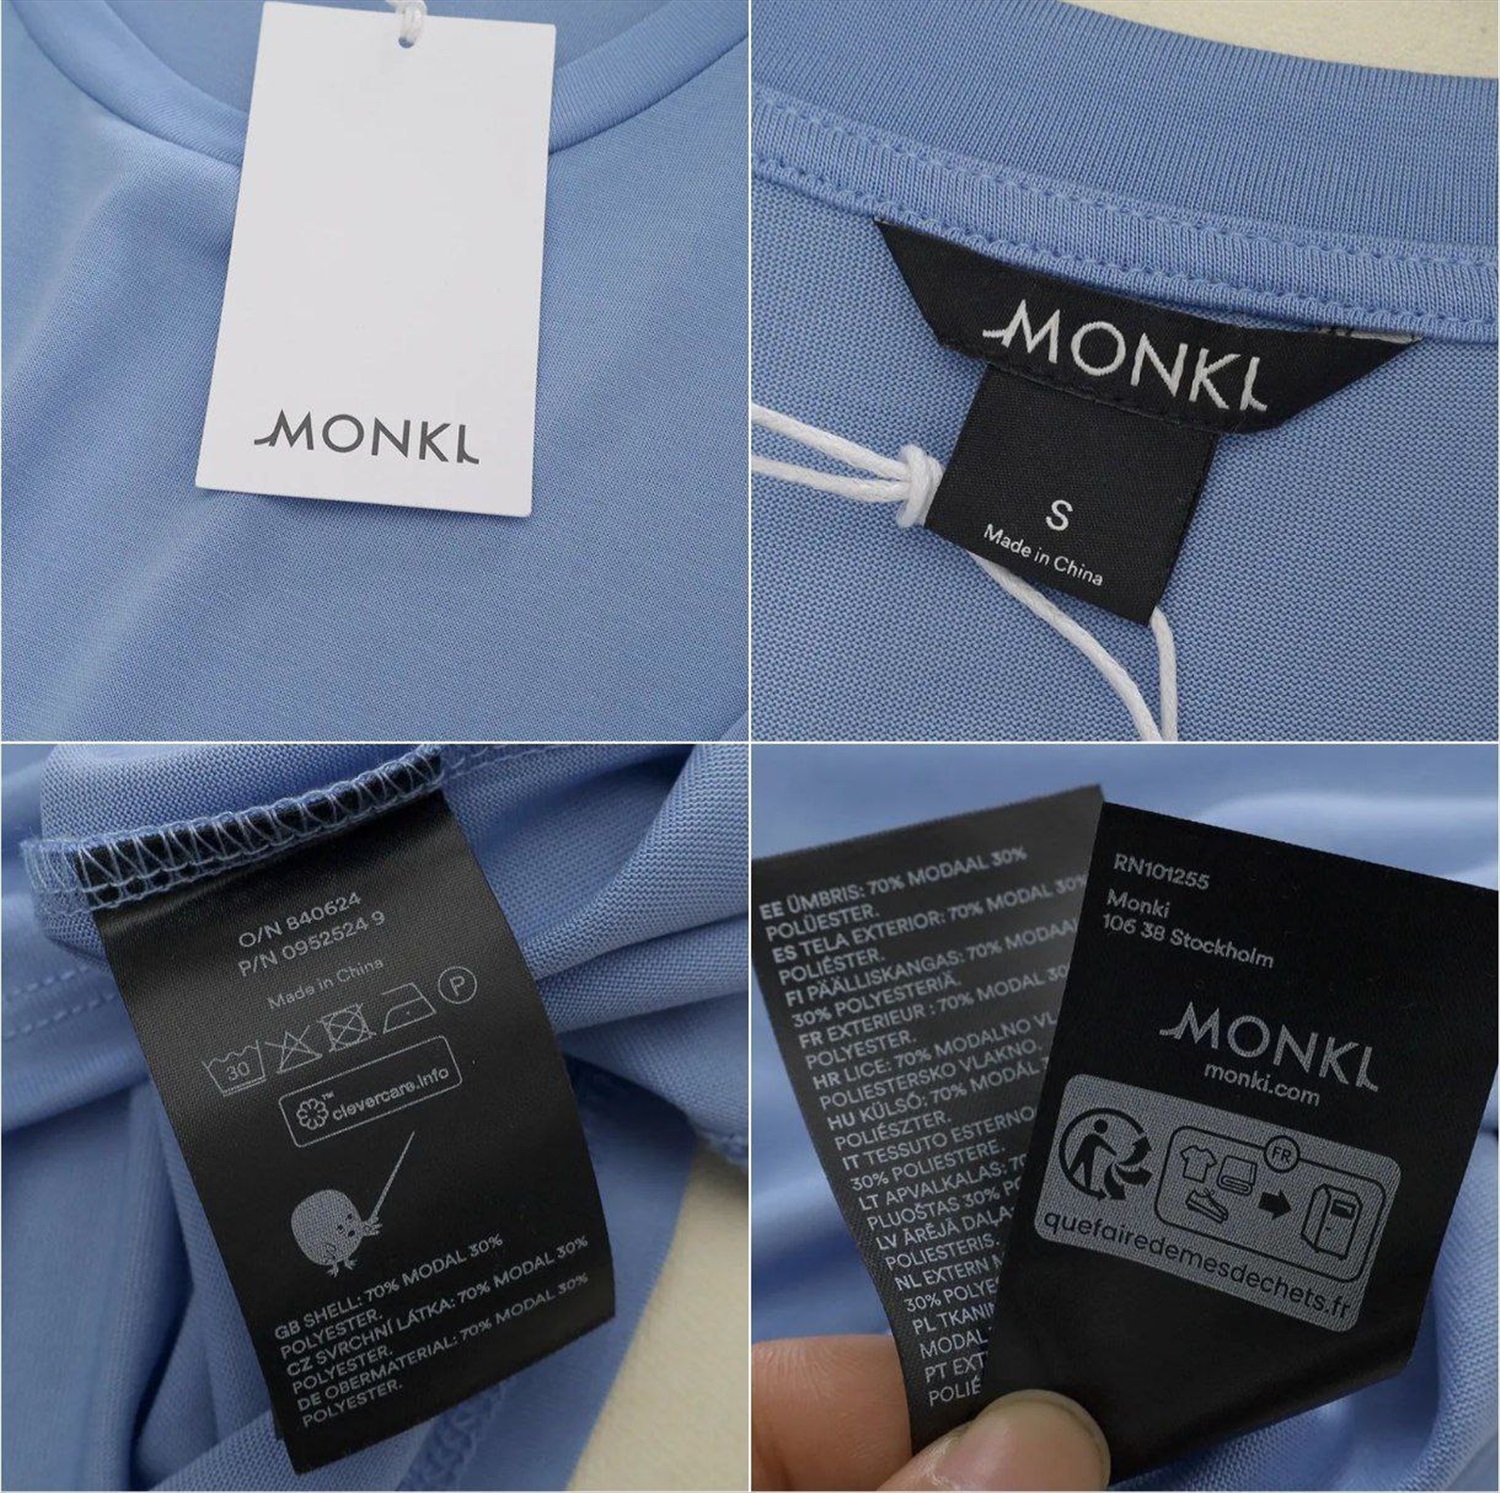 MONKI
MONKI
S
Made in China
O/N 840624
P/N 0952524 9
Made in China
30
P
clevercare.info
GB SHELL: 70% MODAL 30%
POLYESTER.
CZ SVRCHNÍ LÁTKA: 70% MODAL 30%
POLYESTER.
DE OBERMATERIAL: 70% MODAL 30%
POLYESTER.
EE ÜMBRIS: 70% MODAAL 30%
POLÜESTER.
ES TELA EXTERIOR: 70% MODAL 30%
POLIÉSTER.
FI PÄÄLLISKANGAS: 70% MODAAL
30% POLYESTERIÄ.
FR EXTERIEUR : 70% MODAL 30
POLYESTER.
HR LICE: 70% MODALNO VL
POLIESTERSKO VLAKNO.
HU KÜLSŐ: 70% MODÁL
POLIÉSZTER.
IT TESSUTO ESTERNO
30% POLIESTERE.
LT APVALKALAS: 70
PLUOŠTAS 30% PO
LV ĀRĒJĀ DAĻA
POLIESTERIS.
NL EXTERN M
30% POLYES
PL TKANIN
MODAL
PT EXT
POLIÉ
RN101255
Monki
106 38 Stockholm
MONKI
monki.com
FR
quefairedemesdechets.fr